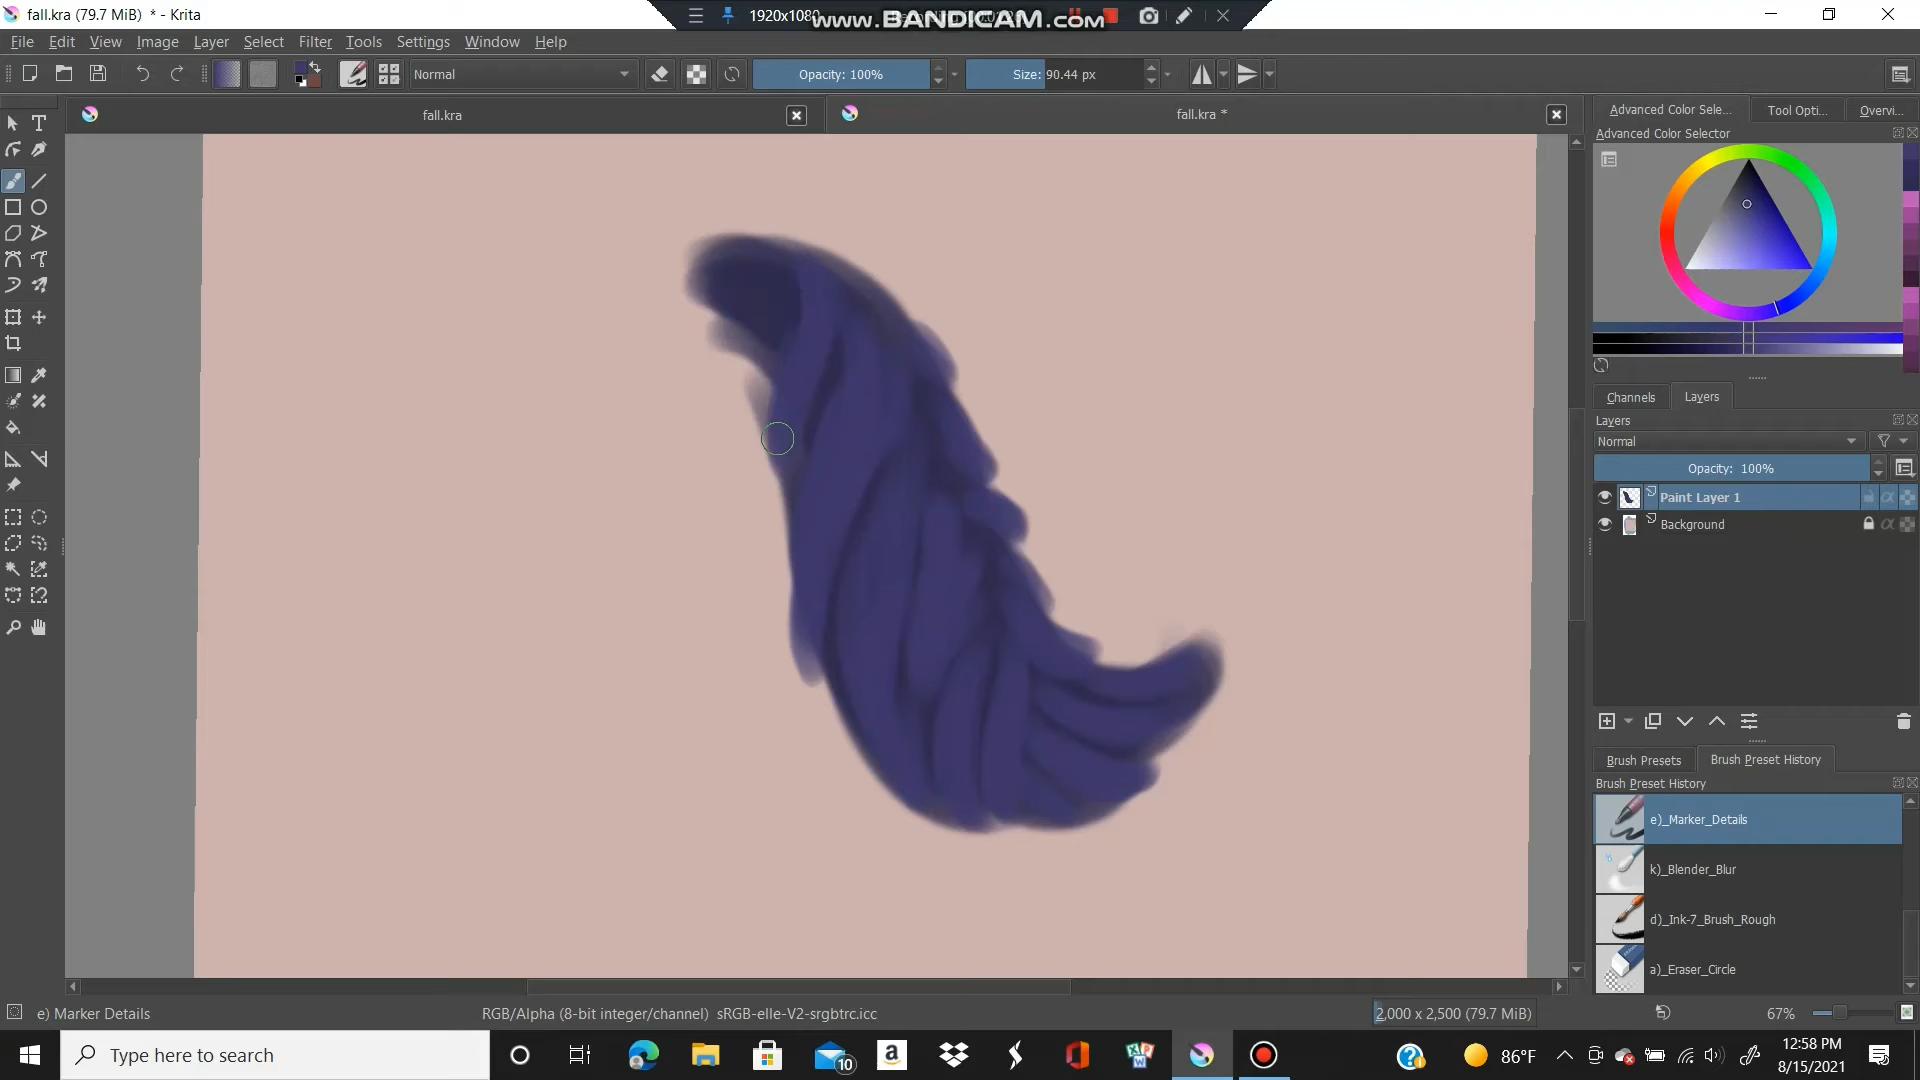 fall.kra (79.7 MiB) * - Krita
1920x1080
www.BANDICAM.com
File Edit View Image Layer Select Filter Tools Settings Window Help
Normal
Opacity: 100%
Size: 90.44 px
fall.kra
fall.kra *
Advanced Color Sele...
Tool Opti...
Overvi...
Advanced Color Selector
Channels
Layers
Layers
Normal
Opacity: 100%
Paint Layer 1
Background
Brush Presets
Brush Preset History
Brush Preset History
e)_Marker_Details
k)_Blender_Blur
d)_Ink-7_Brush_Rough
a)_Eraser_Circle
e) Marker Details
RGB/Alpha (8-bit integer/channel) sRGB-elle-V2-srgbtrc.icc
2,000 x 2,500 (79.7 MiB)
67%
Type here to search
10
86°F
12:58 PM
8/15/2021